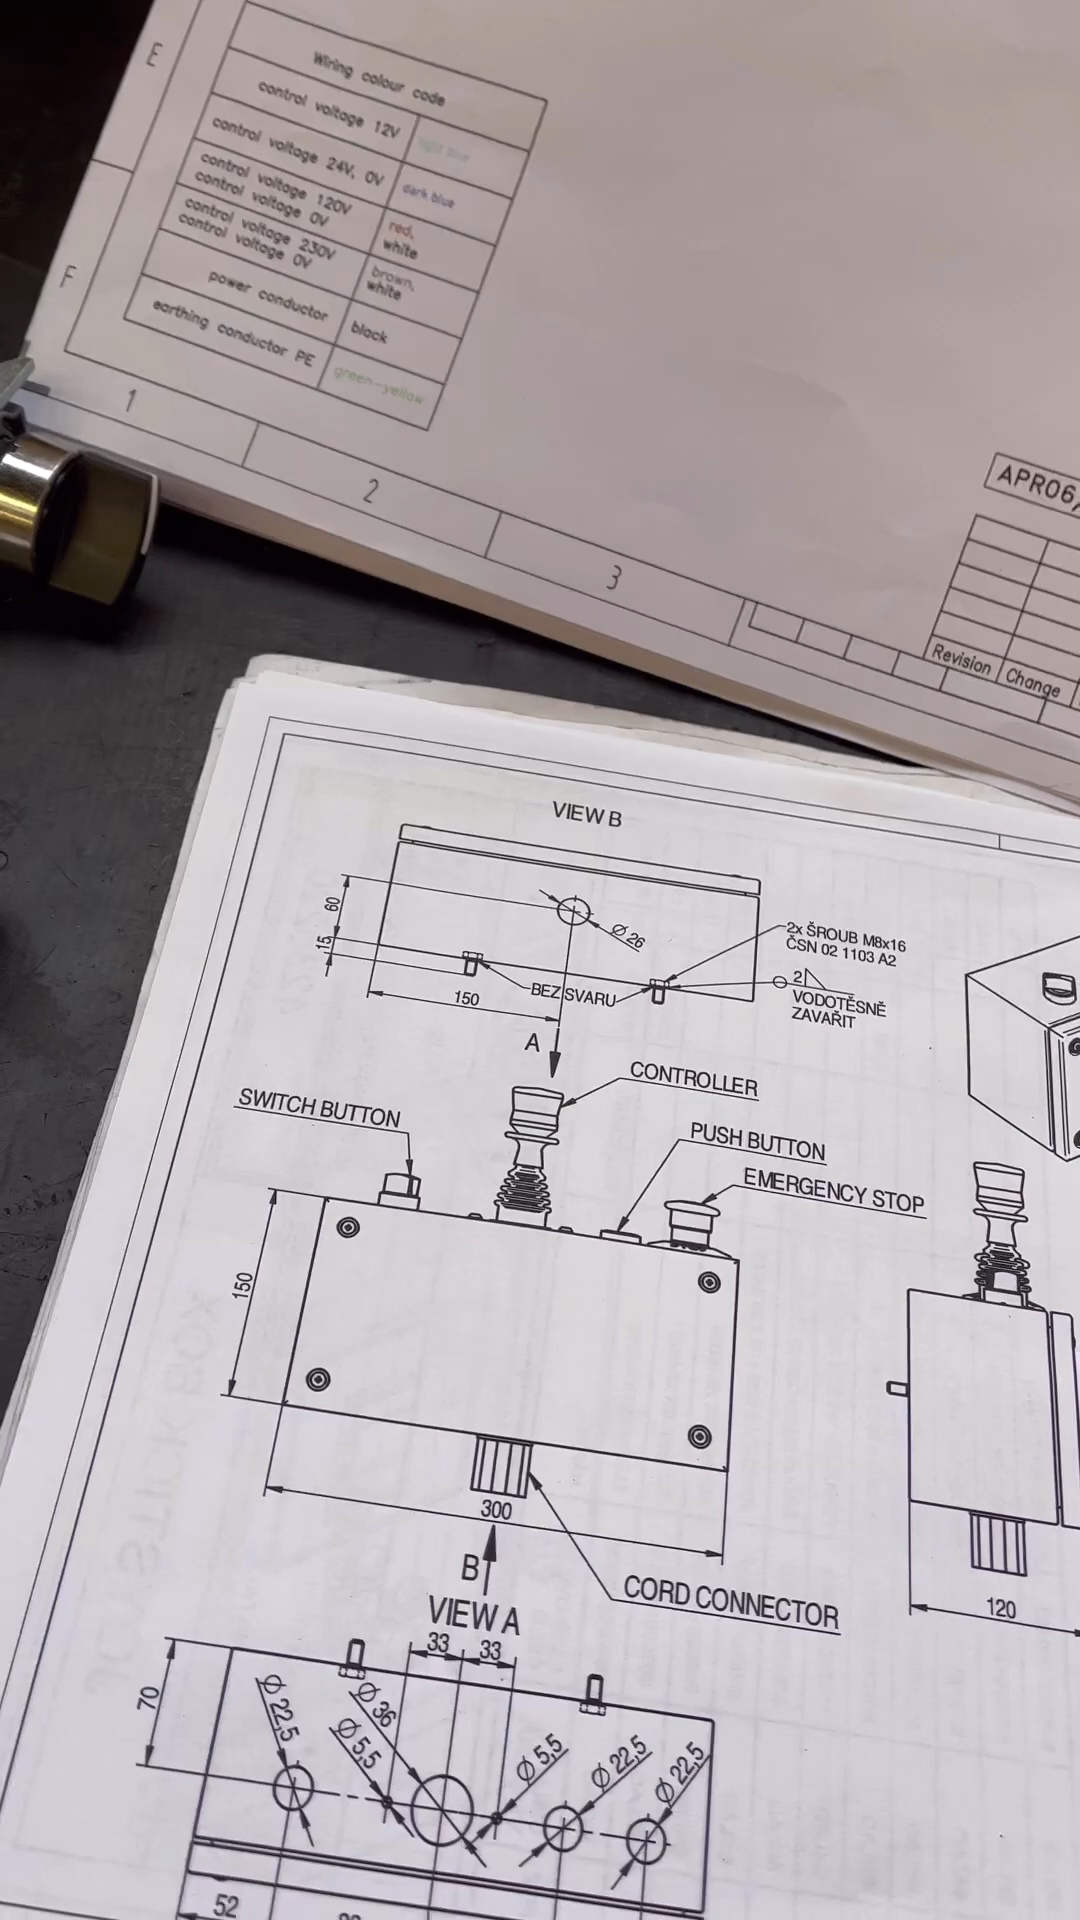 E
Wiring colour code
control voltage 12V
light blue
control voltage 24V, 0V
dark blue
control voltage 120V
control voltage 0V
red,
white
control voltage 230V
control voltage 0V
brown,
white
F
power conductor
black
earthing conductor PE
green-yellow
1
2
3
APR06,
Revision
Change
VIEW B
60
15
Ø 26
2x ŠROUB M8x16
ČSN 02 1103 A2
2
VODOTĚSNĚ
ZAVAŘIT
BEZ SVARU
150
A
CONTROLLER
SWITCH BUTTON
PUSH BUTTON
EMERGENCY STOP
150
300
B
CORD CONNECTOR
120
VIEW A
33
33
70
Ø 22,5
Ø 5,5
Ø 36
Ø 5,5
Ø 22,5
Ø 22,5
52